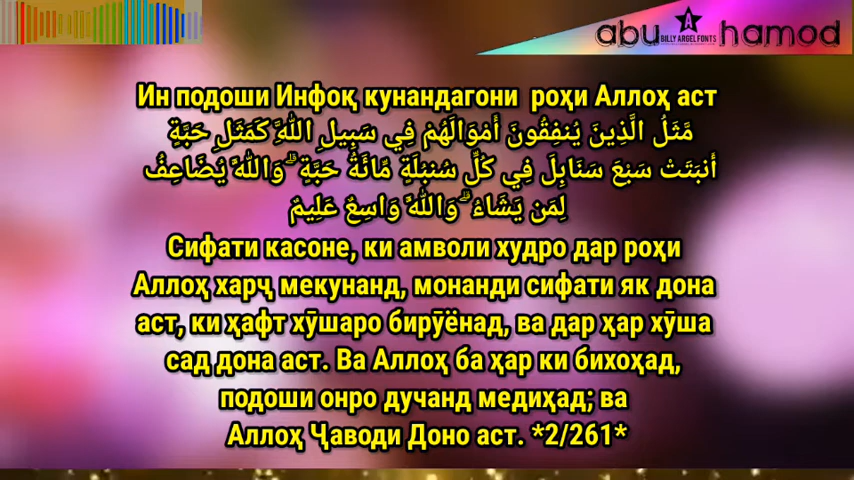 abu hamod
BILLY ARGEL FONTS
Ин подоши Инфоқ кунандагони роҳи Аллоҳ аст
مَّثَلُ الَّذِينَ يُنفِقُونَ أَمْوَالَهُمْ فِي سَبِيلِ اللَّهِ كَمَثَلِ حَبَّةٍ
أَنبَتَتْ سَبْعَ سَنَابِلَ فِي كُلِّ سُنبُلَةٍ مِّائَةُ حَبَّةٍ ۗ وَاللَّهُ يُضَاعِفُ
لِمَن يَشَاءُ ۗ وَاللَّهُ وَاسِعٌ عَلِيمٌ
Сифати касоне, ки амволи худро дар роҳи
Аллоҳ харҷ мекунанд, монанди сифати як дона
аст, ки ҳафт хӯшаро бирӯёнад, ва дар ҳар хӯша
сад дона аст. Ва Аллоҳ ба ҳар ки бихоҳад,
подоши онро дучанд медиҳад; ва
Аллоҳ Ҷаводи Доно аст. *2/261*